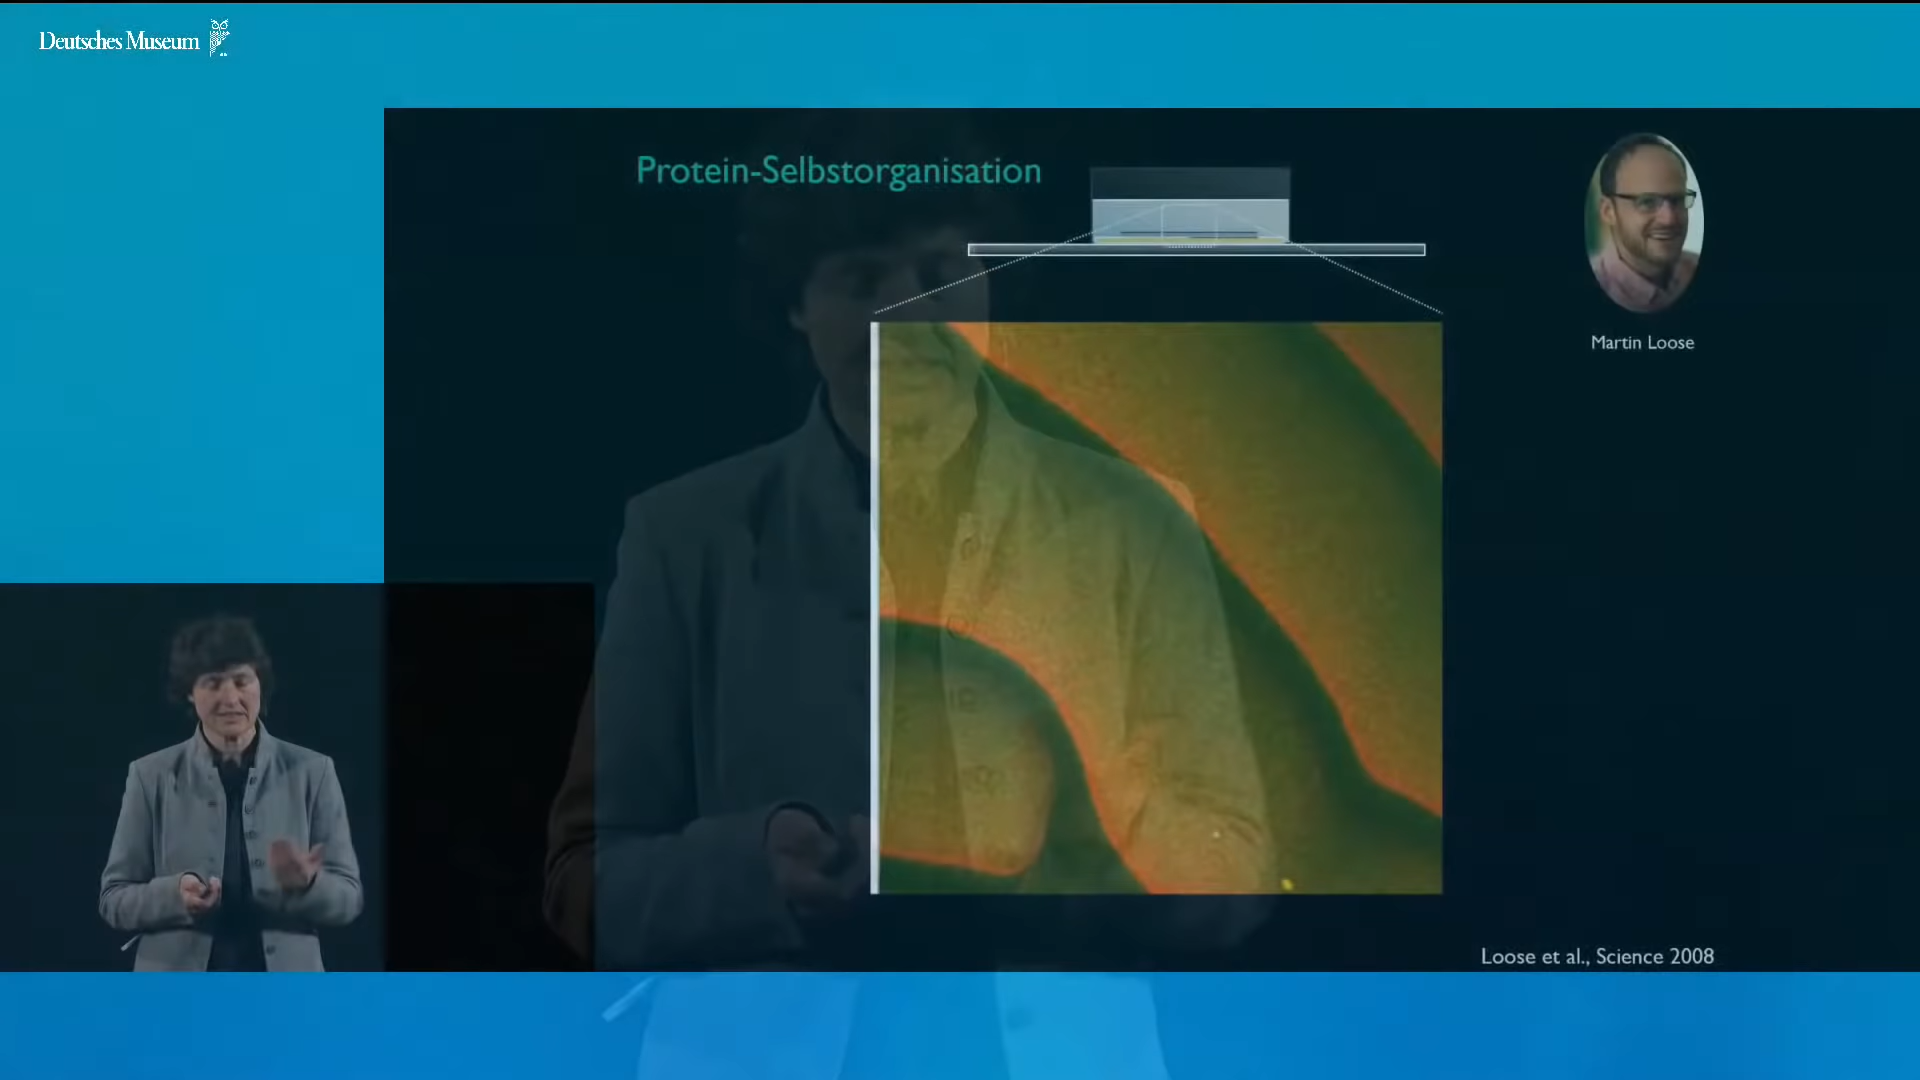 Deutsches Museum
Protein-Selbstorganisation
Martin Loose
Loose et al., Science 2008